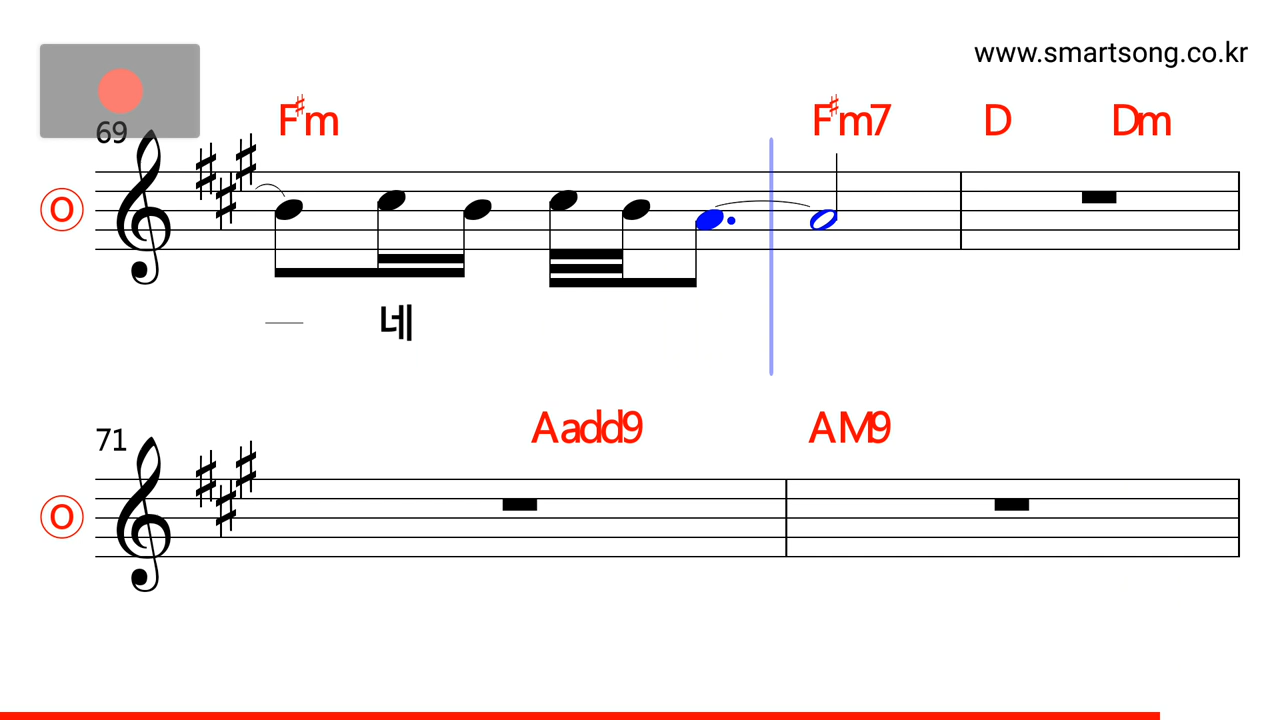 www.smartsong.co.kr
F♯m F♯m7 D Dm
69
O
네
Aadd9 AM9
71
O